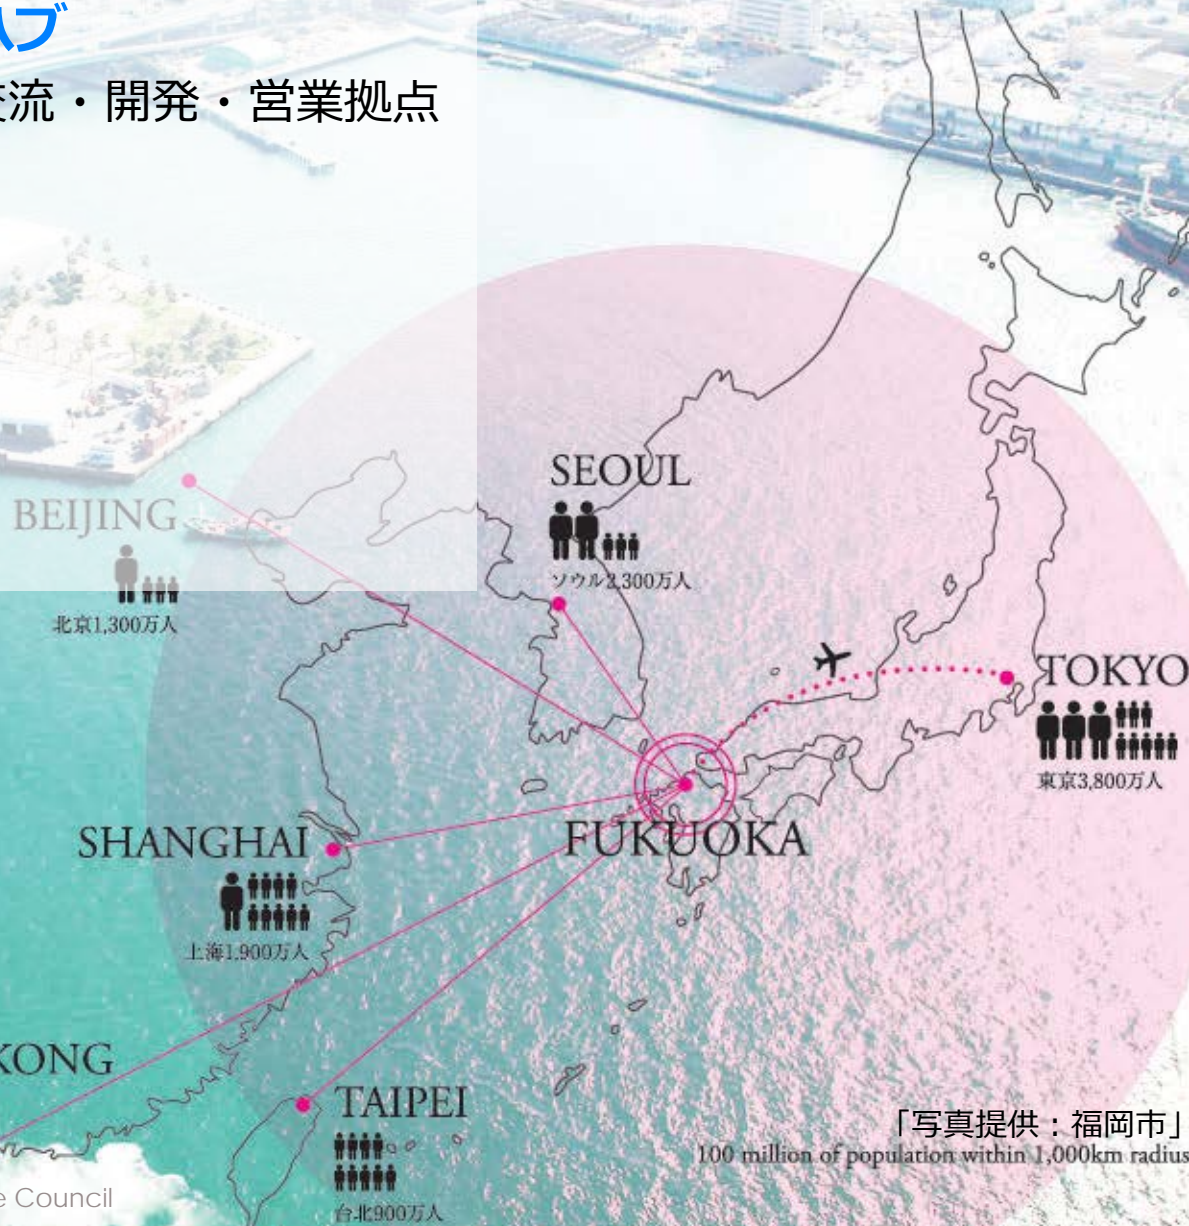 ハブ
交流・開発・営業拠点
SEOUL
ソウル2,300万人
BEIJING
北京1,300万人
TOKYO
東京3,800万人
SHANGHAI
上海1,900万人
FUKUOKA
KONG
TAIPEI
台北900万人
「写真提供：福岡市」
100 million of population within 1,000km radius
e Council